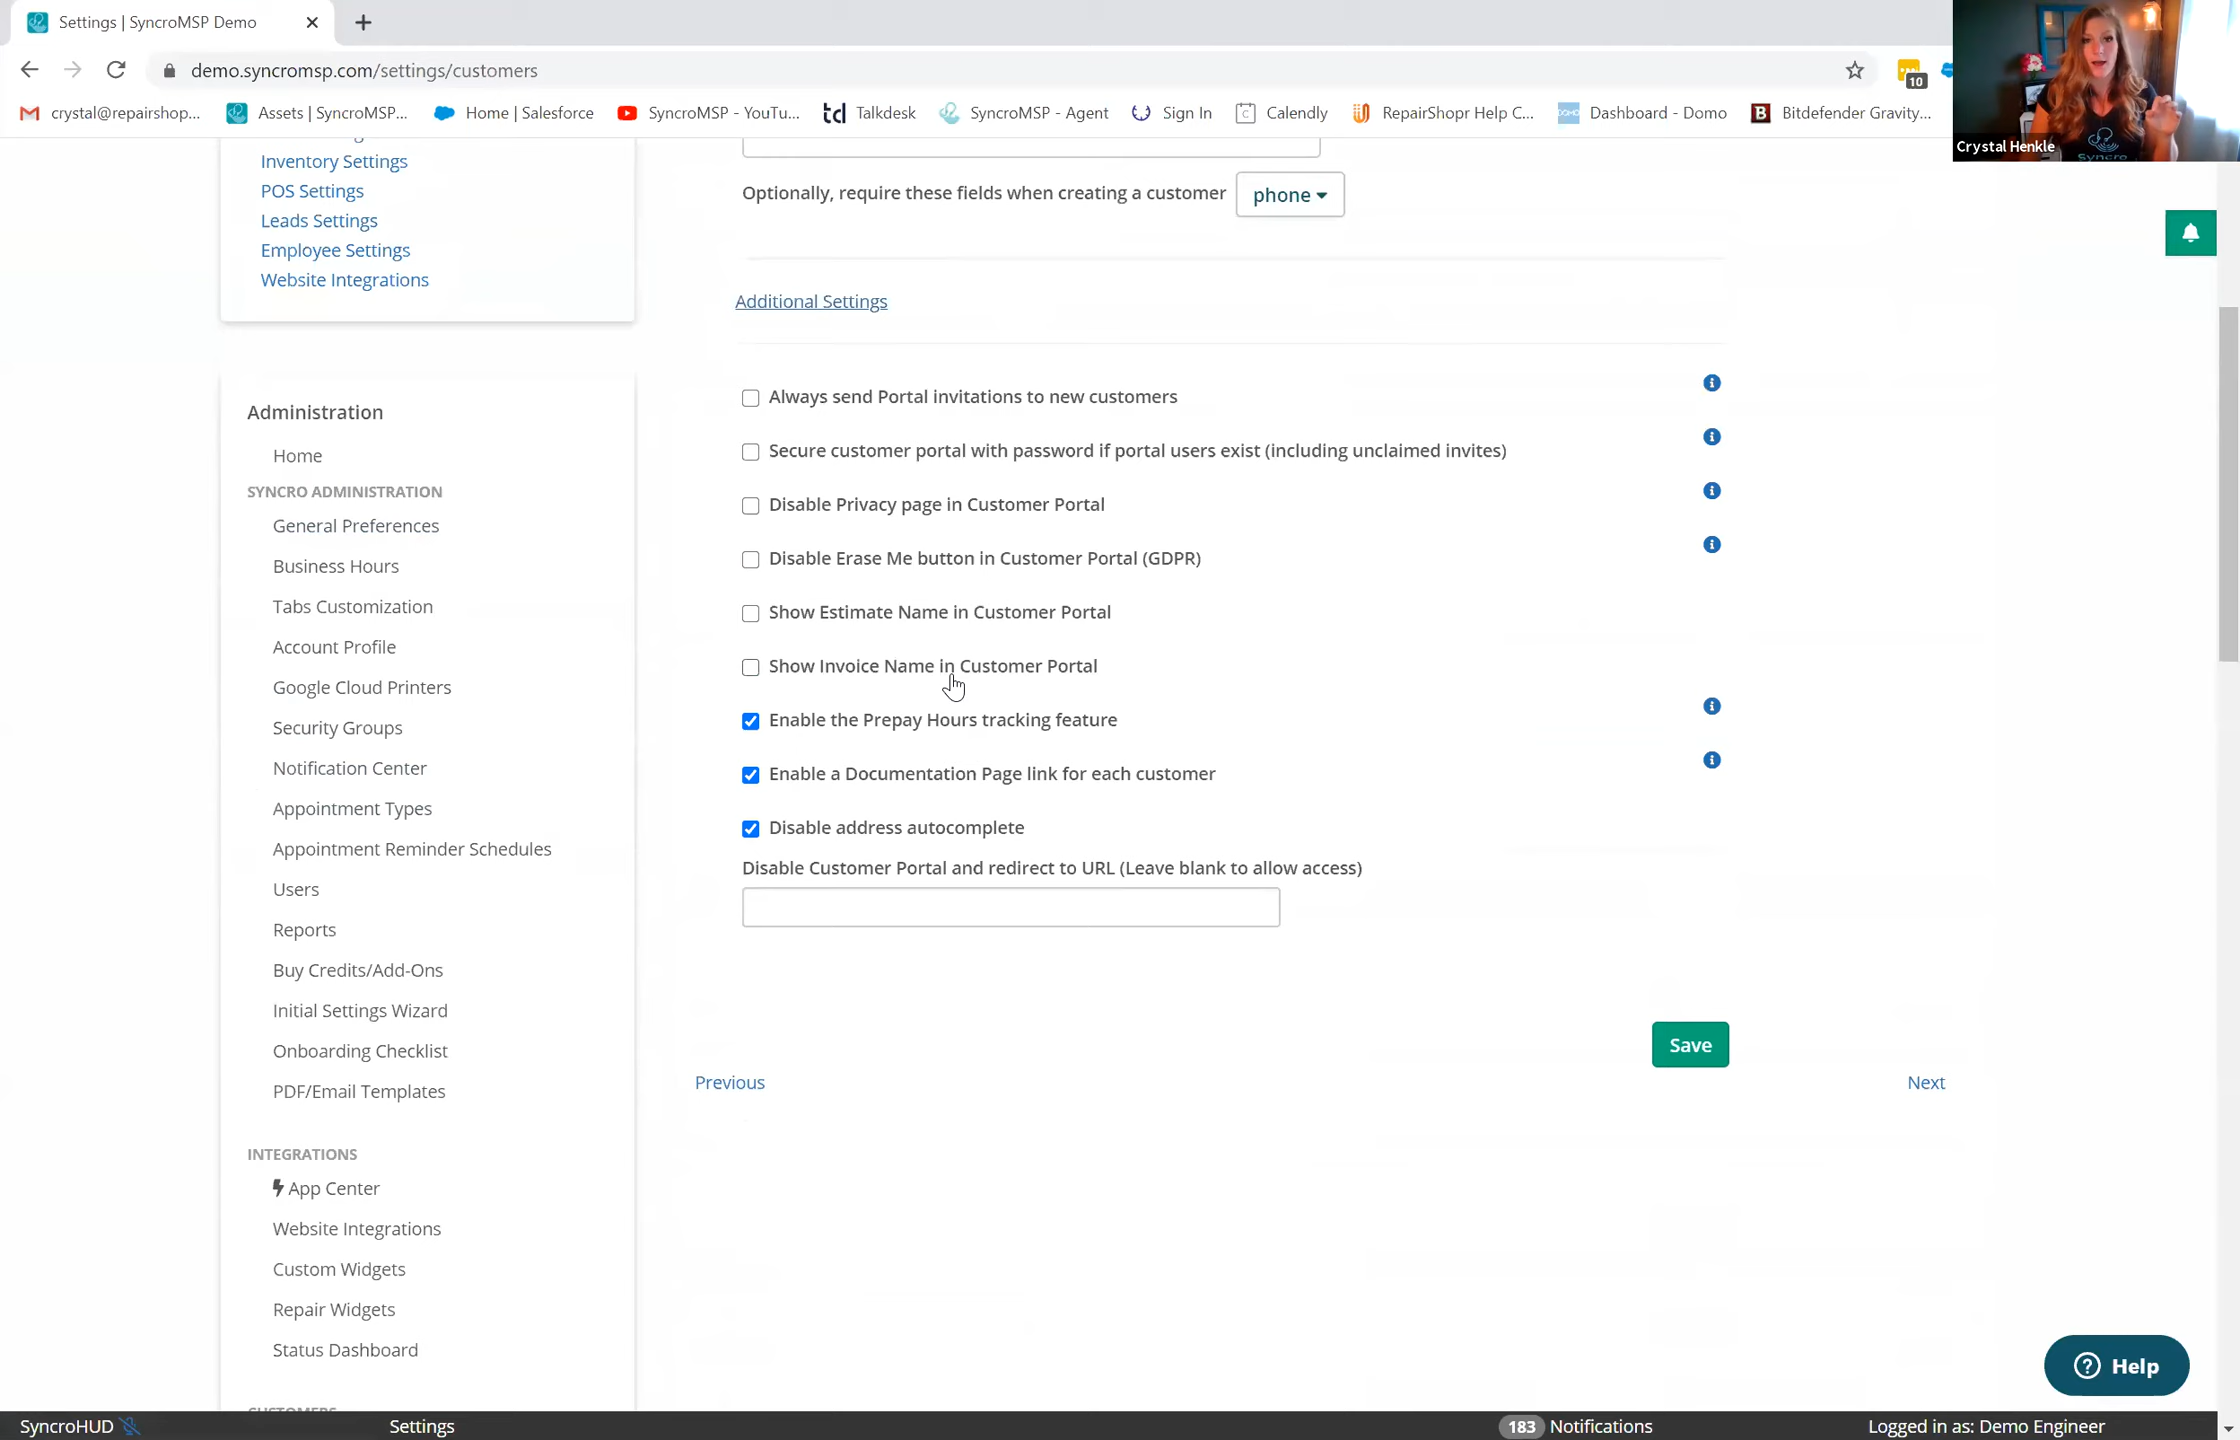 Settings | SyncroMSP Demo
demo.syncromsp.com/settings/customers
10
crystal@repairshop...
Assets | SyncroMSP...
Home | Salesforce
SyncroMSP - YouTu...
td Talkdesk
SyncroMSP - Agent
Sign In
Calendly
RepairShopr Help C...
Dashboard - Domo
B Bitdefender Gravity...
Syncro
Crystal Henkle
Inventory Settings
POS Settings
Leads Settings
Employee Settings
Website Integrations
Optionally, require these fields when creating a customer phone
Additional Settings
Always send Portal invitations to new customers
Secure customer portal with password if portal users exist (including unclaimed invites)
Disable Privacy page in Customer Portal
Disable Erase Me button in Customer Portal (GDPR)
Show Estimate Name in Customer Portal
Show Invoice Name in Customer Portal
Enable the Prepay Hours tracking feature
Enable a Documentation Page link for each customer
Disable address autocomplete
Disable Customer Portal and redirect to URL (Leave blank to allow access)
Save
Previous
Next
Administration
Home
SYNCRO ADMINISTRATION
General Preferences
Business Hours
Tabs Customization
Account Profile
Google Cloud Printers
Security Groups
Notification Center
Appointment Types
Appointment Reminder Schedules
Users
Reports
Buy Credits/Add-Ons
Initial Settings Wizard
Onboarding Checklist
PDF/Email Templates
INTEGRATIONS
App Center
Website Integrations
Custom Widgets
Repair Widgets
Status Dashboard
Help
SyncroHUD
Settings
183 Notifications
Logged in as: Demo Engineer